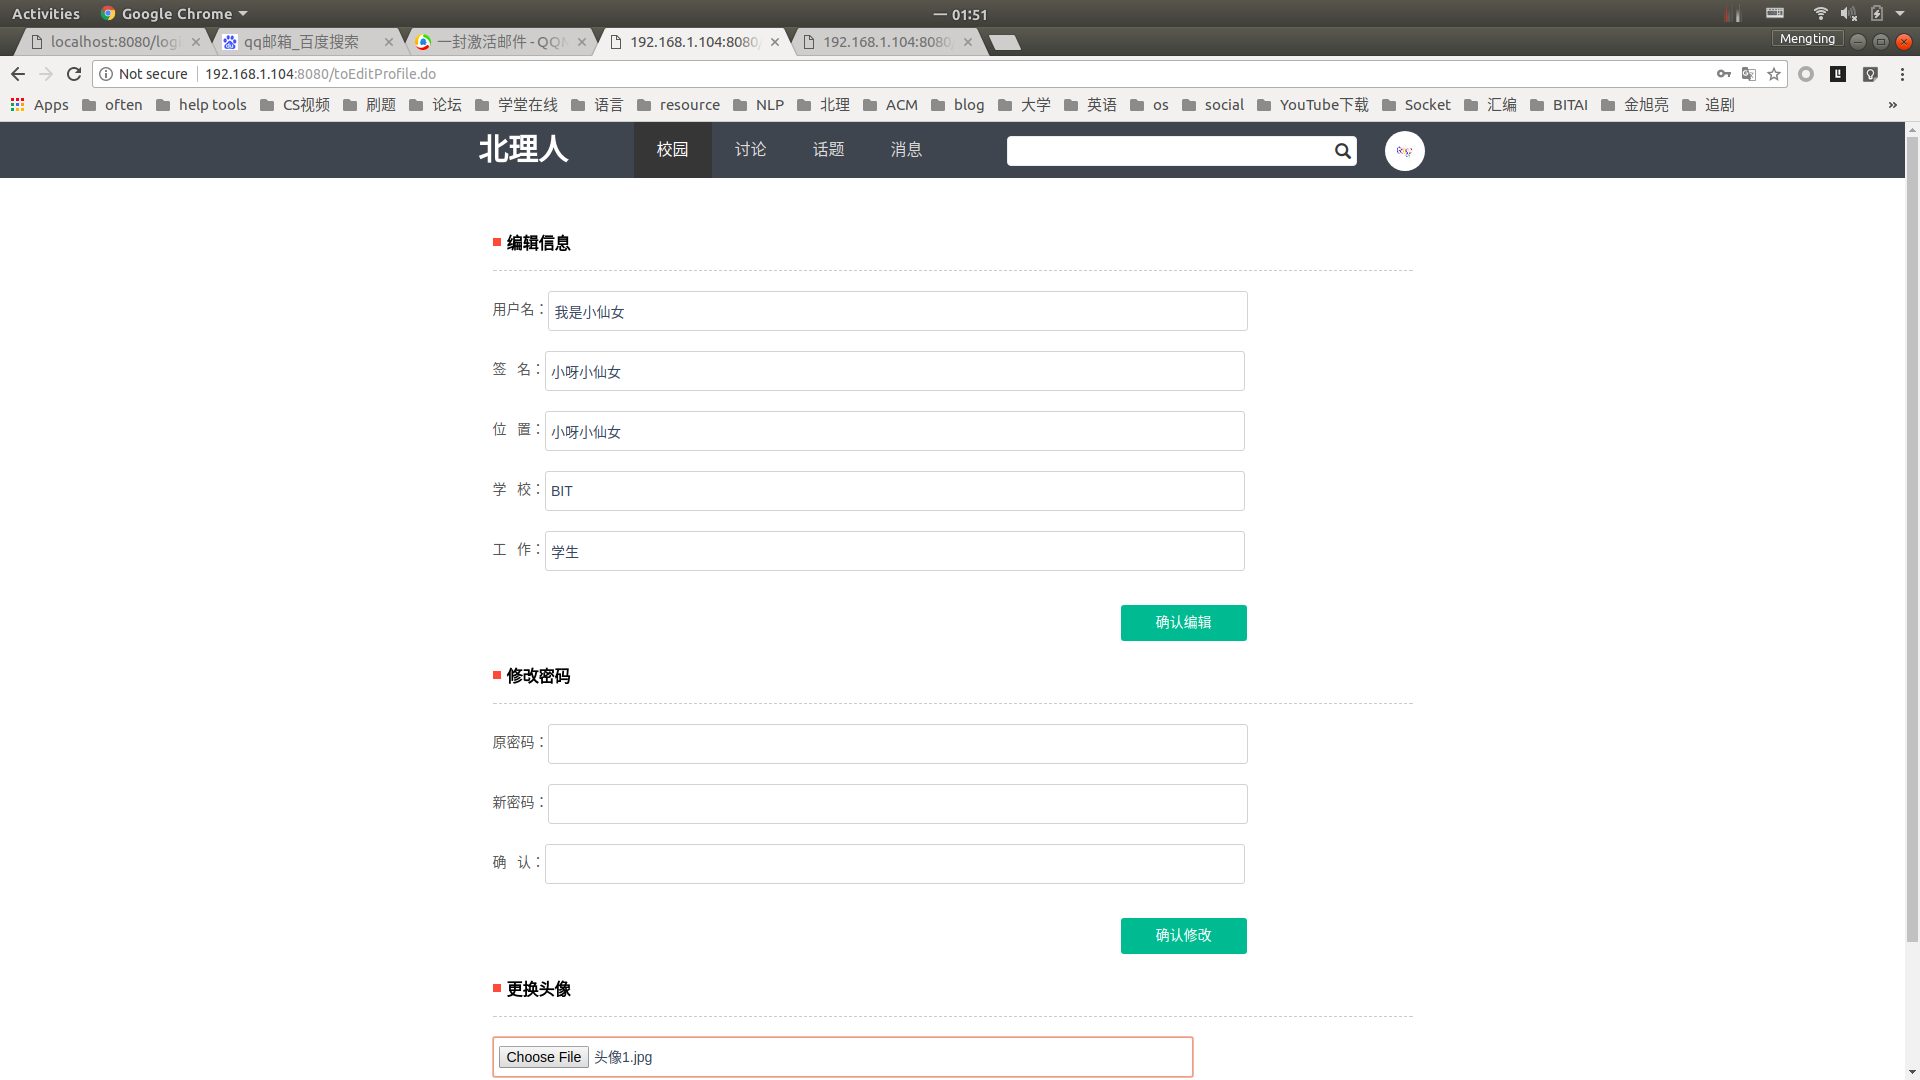 Activities Google Chrome 一 01:51
localhost:8080/logi qq邮箱_百度搜索 一封激活邮件 - QQM 192.168.1.104:8080/ 192.168.1.104:8080/ Mengting
Not secure 192.168.1.104:8080/toEditProfile.do
Apps often help tools CS视频 刷题 论坛 学堂在线 语言 resource NLP 北理 ACM blog 大学 英语 os social YouTube下载 Socket 汇编 BITAI 金旭亮 追剧 »
北理人 校园 讨论 话题 消息
编辑信息
用户名： 我是小仙女
签 名： 小呀小仙女
位 置： 小呀小仙女
学 校： BIT
工 作： 学生
确认编辑
修改密码
原密码：
新密码：
确 认：
确认修改
更换头像
Choose File 头像1.jpg